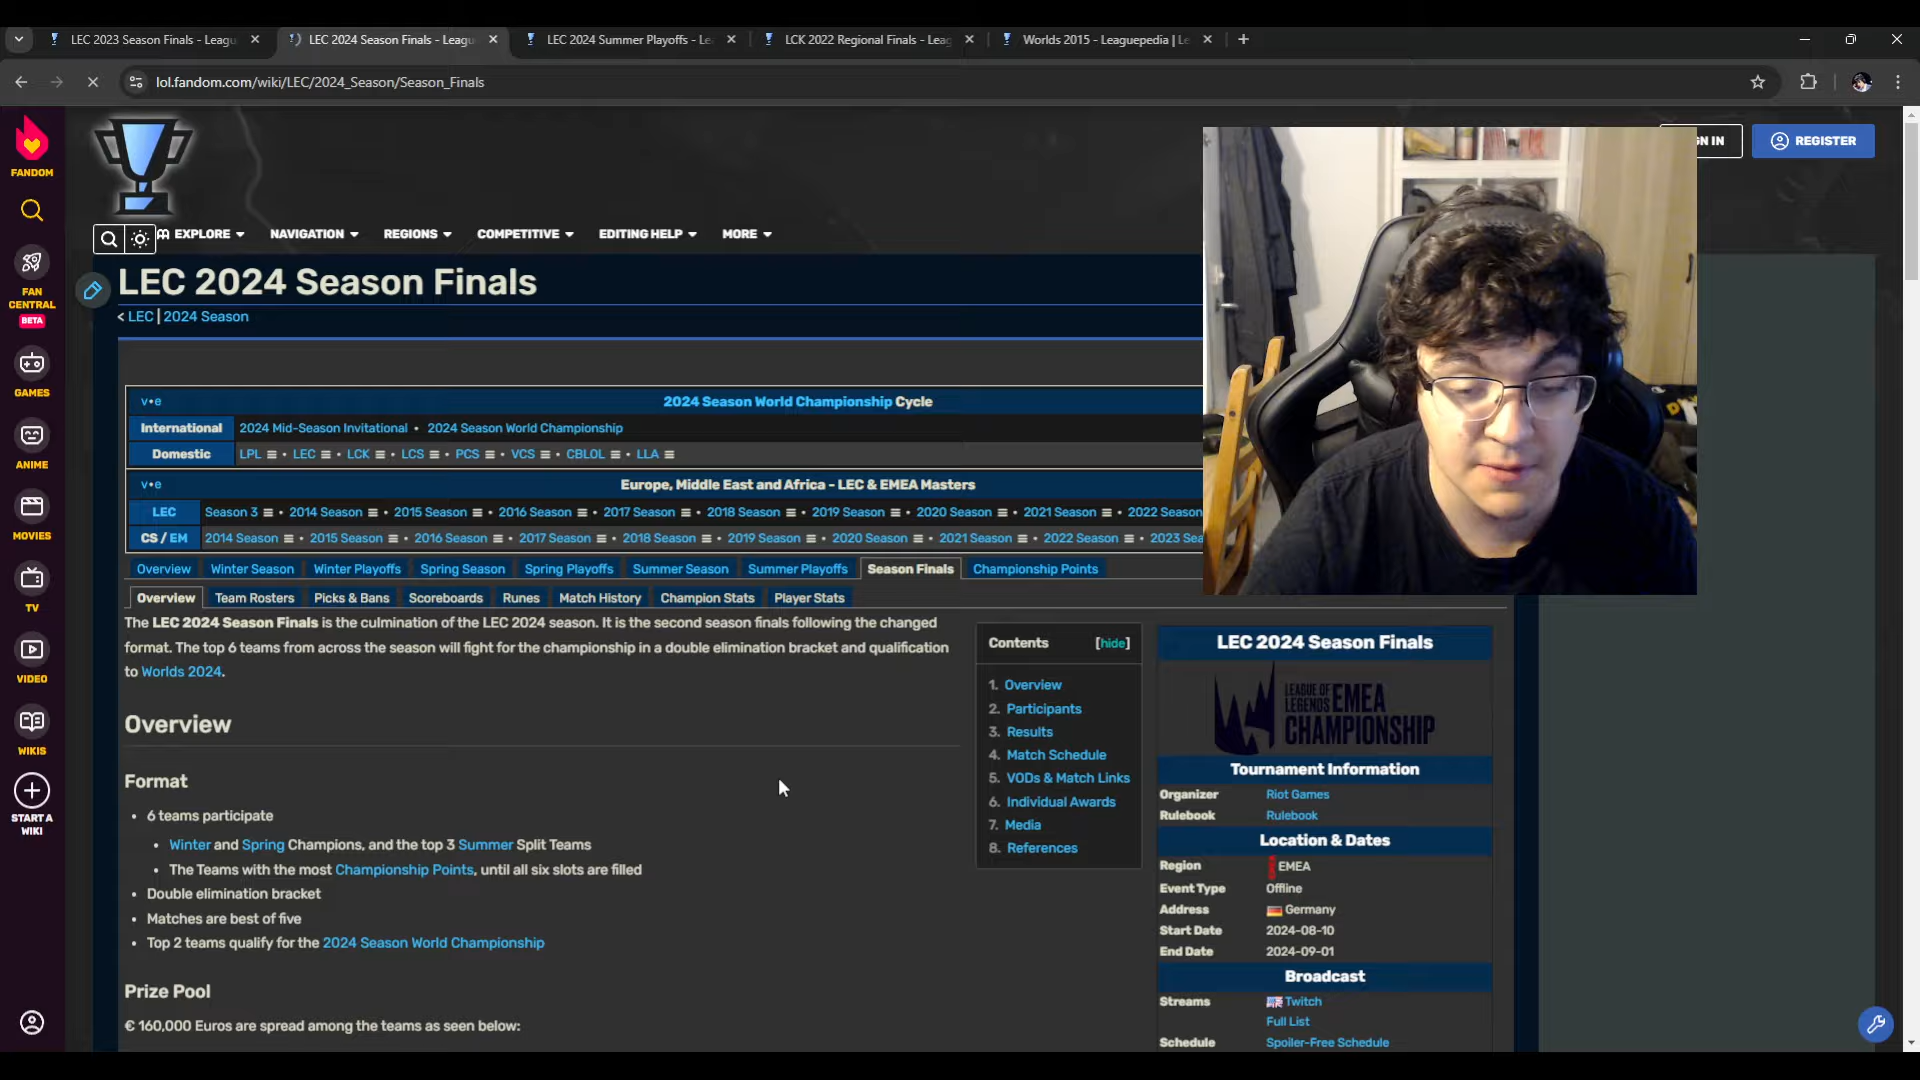 LEC 2023 Season Finals - Leagu
LEC 2024 Season Finals - Leagu
LEC 2024 Summer Playoffs - Le
LCK 2022 Regional Finals - Leag
Worlds 2015 - Leaguepedia | Le
lol.fandom.com/wiki/LEC/2024_Season/Season_Finals
FANDOM
FAN CENTRAL
BETA
GAMES
ANIME
MOVIES
TV
VIDEO
WIKIS
START A WIKI
GN IN
REGISTER
EXPLORE
NAVIGATION
REGIONS
COMPETITIVE
EDITING HELP
MORE
LEC 2024 Season Finals
< LEC | 2024 Season
v•e 2024 Season World Championship Cycle
International 2024 Mid-Season Invitational • 2024 Season World Championship
Domestic LPL • LEC • LCK • LCS • PCS • VCS • CBLOL • LLA
v•e Europe, Middle East and Africa - LEC & EMEA Masters
LEC Season 3 • 2014 Season • 2015 Season • 2016 Season • 2017 Season • 2018 Season • 2019 Season • 2020 Season • 2021 Season • 2022 Season
CS / EM 2014 Season • 2015 Season • 2016 Season • 2017 Season • 2018 Season • 2019 Season • 2020 Season • 2021 Season • 2022 Season • 2023 Sea
Overview Winter Season Winter Playoffs Spring Season Spring Playoffs Summer Season Summer Playoffs Season Finals Championship Points
Overview Team Rosters Picks & Bans Scoreboards Runes Match History Champion Stats Player Stats
The LEC 2024 Season Finals is the culmination of the LEC 2024 season. It is the second season finals following the changed
format. The top 6 teams from across the season will fight for the championship in a double elimination bracket and qualification
to Worlds 2024.
Overview
Format
• 6 teams participate
• Winter and Spring Champions, and the top 3 Summer Split Teams
• The Teams with the most Championship Points, until all six slots are filled
• Double elimination bracket
• Matches are best of five
• Top 2 teams qualify for the 2024 Season World Championship
Prize Pool
€ 160,000 Euros are spread among the teams as seen below:
Contents [hide]
1. Overview
2. Participants
3. Results
4. Match Schedule
5. VODs & Match Links
6. Individual Awards
7. Media
8. References
LEC 2024 Season Finals
LEAGUE OF
LEGENDS EMEA
CHAMPIONSHIP
Tournament Information
Organizer Riot Games
Rulebook Rulebook
Location & Dates
Region EMEA
Event Type Offline
Address Germany
Start Date 2024-08-10
End Date 2024-09-01
Broadcast
Streams Twitch
Full List
Schedule Spoiler-Free Schedule